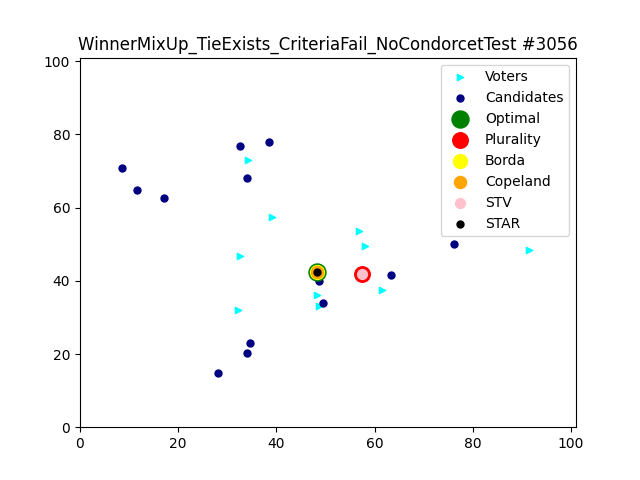 WinnerMixUp_TieExists_CriteriaFail_NoCondorcetTest #3056
100
80
60
40
20
0
0 20 40 60 80 100
Voters
Candidates
Optimal
Plurality
Borda
Copeland
STV
STAR